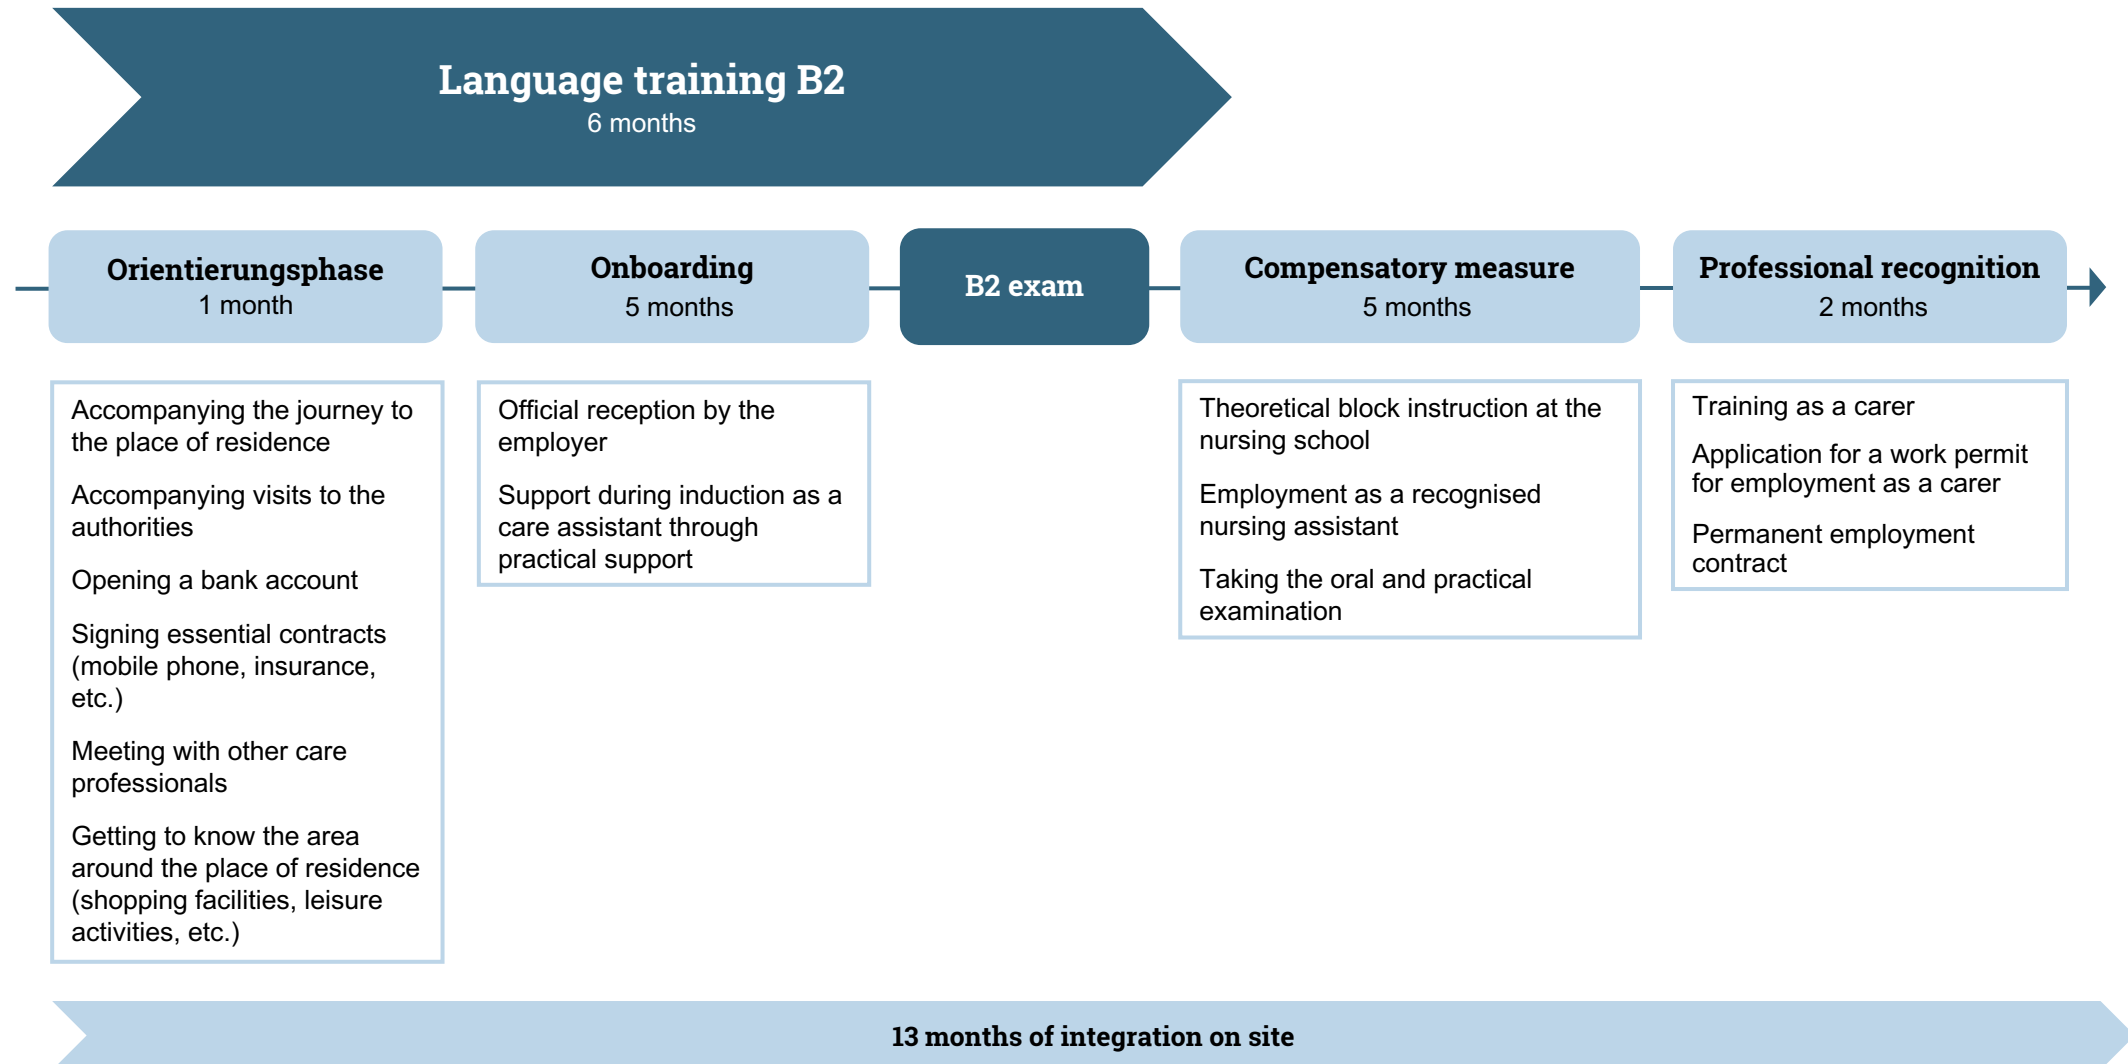 Language training B2
6 months
Orientierungsphase
1 month
Onboarding
5 months
B2 exam
Compensatory measure
5 months
Professional recognition
2 months
Accompanying the journey to
the place of residence
Accompanying visits to the
authorities
Opening a bank account
Signing essential contracts
(mobile phone, insurance,
etc.)
Meeting with other care
professionals
Getting to know the area
around the place of residence
(shopping facilities, leisure
activities, etc.)
Official reception by the
employer
Support during induction as a
care assistant through
practical support
Theoretical block instruction at the
nursing school
Employment as a recognised
nursing assistant
Taking the oral and practical
examination
Training as a carer
Application for a work permit
for employment as a carer
Permanent employment
contract
13 months of integration on site